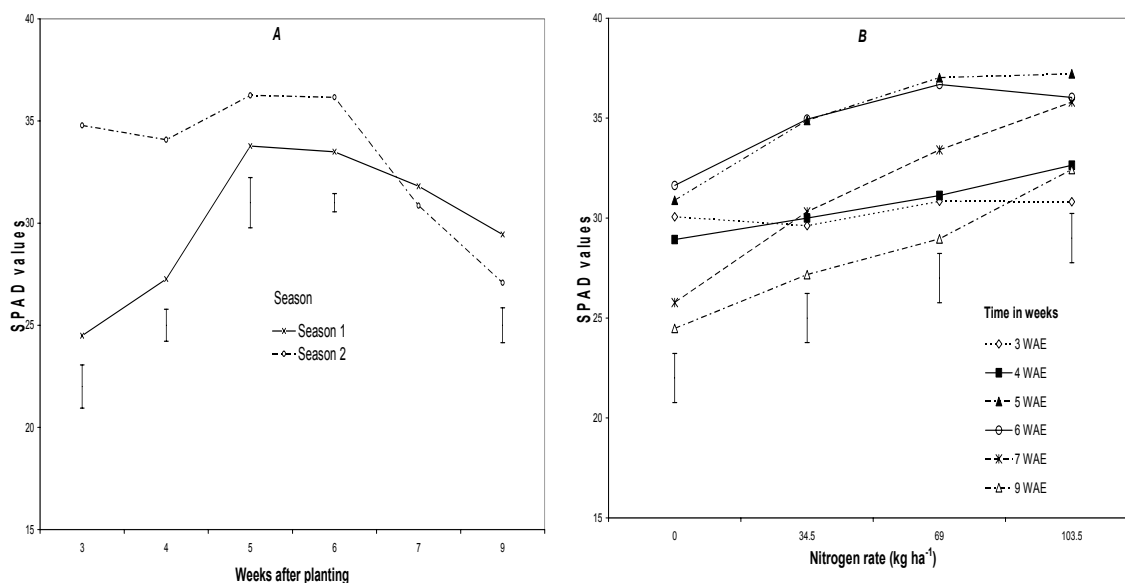 A
40
35
30
25
20
15
SPAD values
Season
Season 1
Season 2
3 4 5 6 7 9
Weeks after planting
B
40
35
30
25
20
15
SPAD values
Time in weeks
3 WAE
4 WAE
5 WAE
6 WAE
7 WAE
9 WAE
0 34.5 69 103.5
Nitrogen rate (kg ha⁻¹)